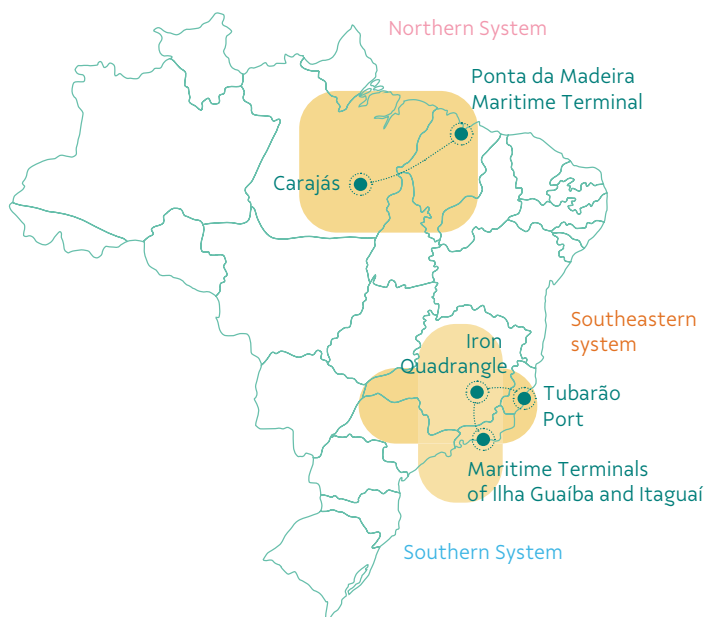 Northern System
Ponta da Madeira
Maritime Terminal
Carajás
Southeastern
system
Iron
Quadrangle
Tubarão
Port
Maritime Terminals
of Ilha Guaíba and Itaguaí
Southern System